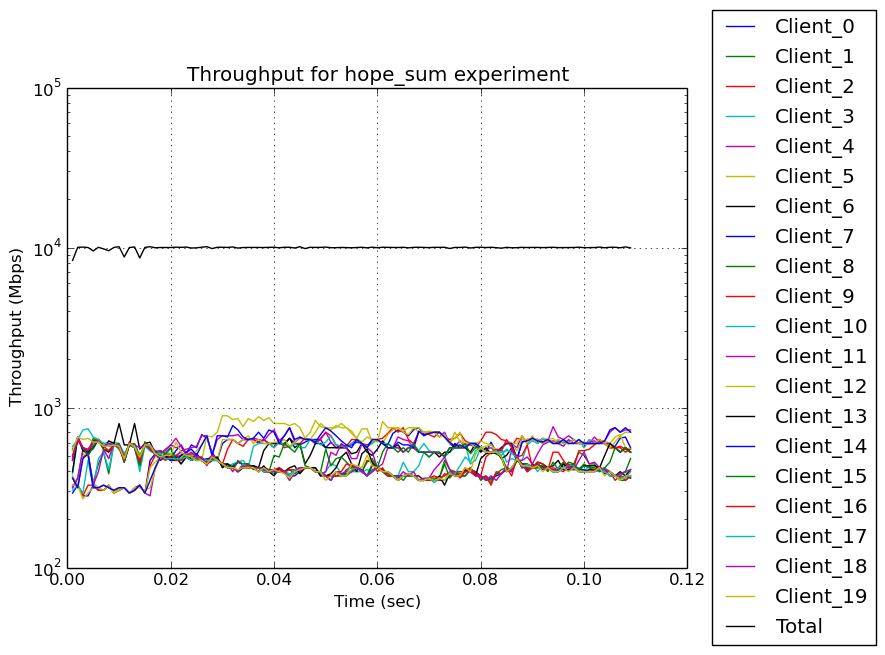 Throughput for hope_sum experiment
10^5
10^4
10^3
10^2
Throughput (Mbps)
0.00 0.02 0.04 0.06 0.08 0.10 0.12
Time (sec)
Client_0
Client_1
Client_2
Client_3
Client_4
Client_5
Client_6
Client_7
Client_8
Client_9
Client_10
Client_11
Client_12
Client_13
Client_14
Client_15
Client_16
Client_17
Client_18
Client_19
Total